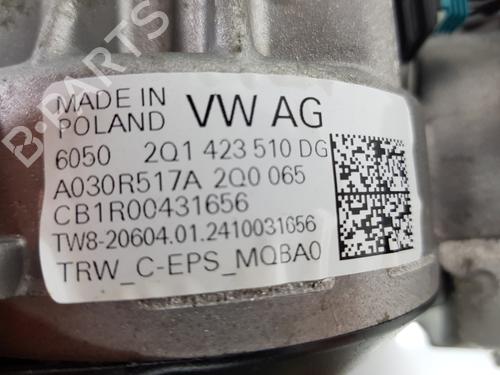 MADE IN
POLAND
VW AG
6050 2Q1 423 510 DG
A030R517A 2Q0 065
CB1R00431656
TW8-20604.01.2410031656
TRW_C-EPS_MQBA0
B-PARTS